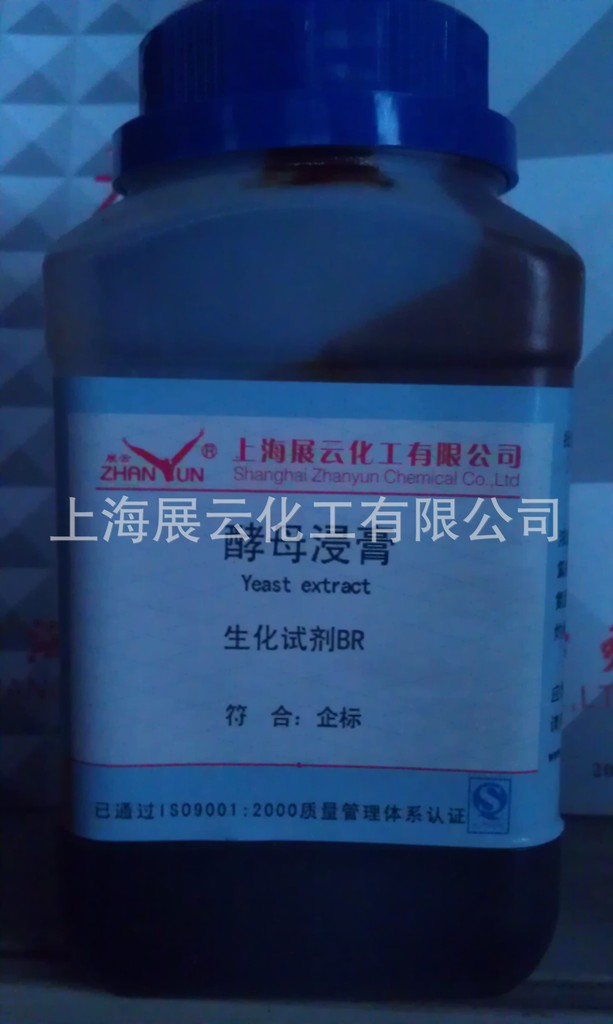 展云
ZHANYUN®
上海展云化工有限公司
Shanghai Zhanyun Chemical Co.,Ltd
上海展云化工有限公司
酵母浸膏
Yeast extract
生化试剂BR
符 合：企标
已通过ISO9001:2000质量管理体系认证